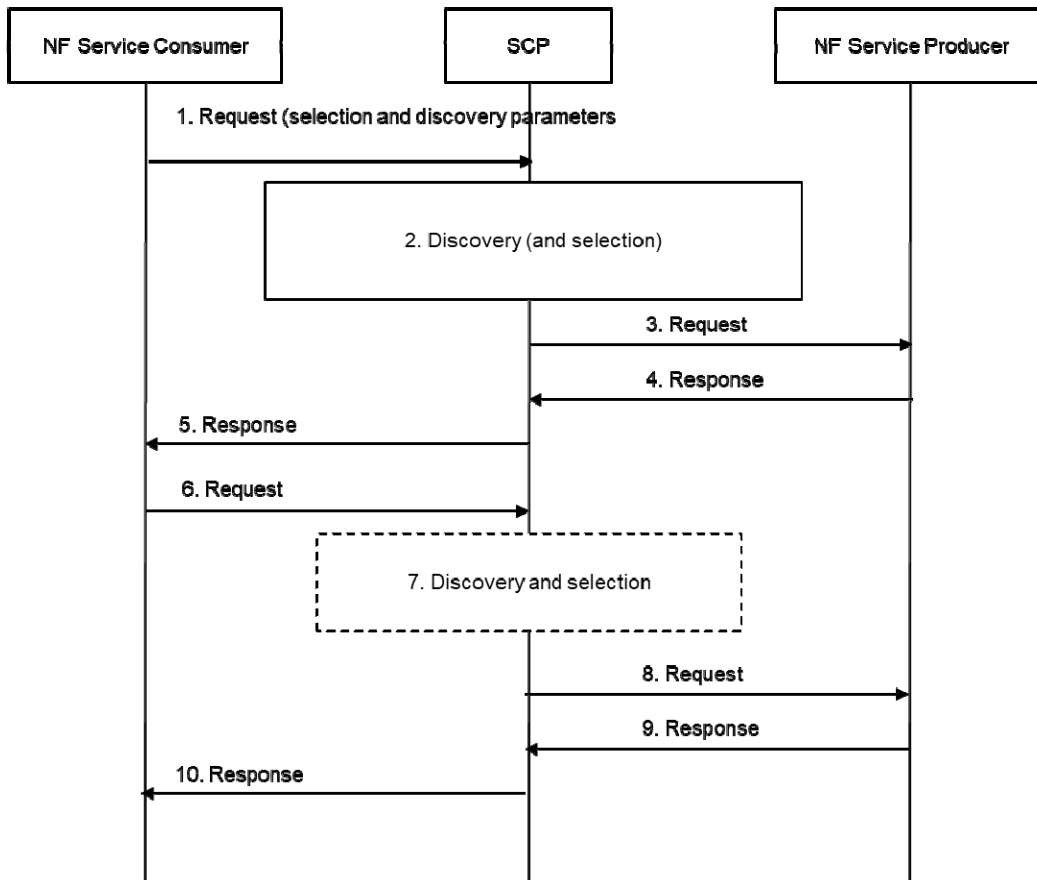 NF Service Consumer
SCP
NF Service Producer
1. Request (selection and discovery parameters
2. Discovery (and selection)
3. Request
4. Response
5. Response
6. Request
7. Discovery and selection
8. Request
9. Response
10. Response